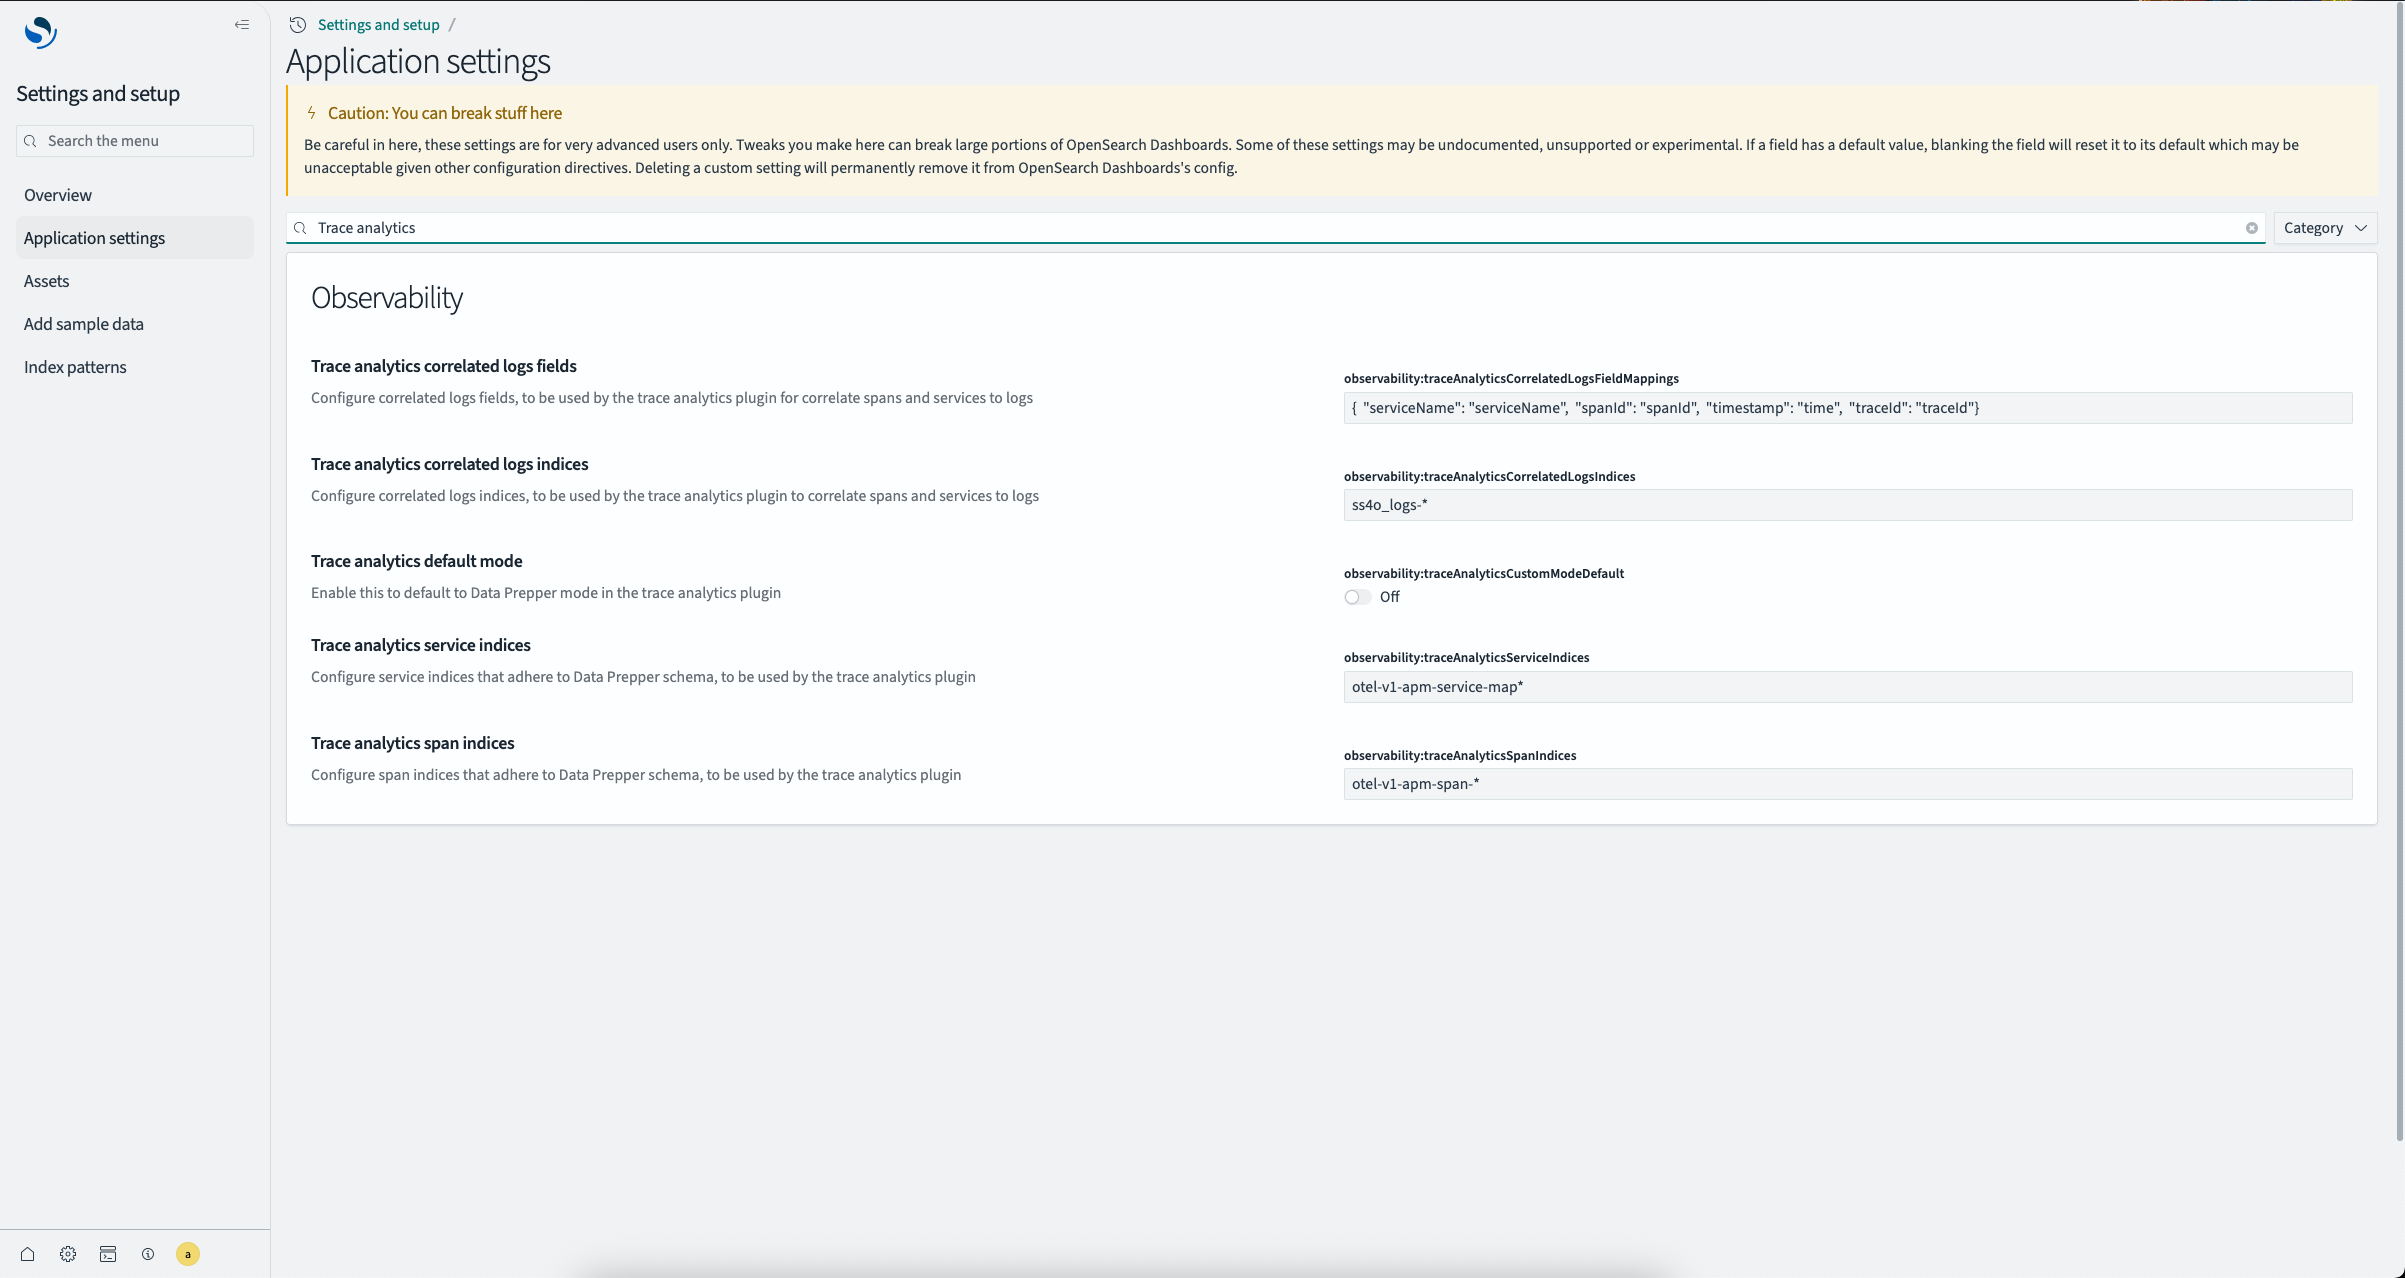 Settings and setup /
Application settings
Settings and setup
Search the menu
Overview
Application settings
Assets
Add sample data
Index patterns
a
Caution: You can break stuff here
Be careful in here, these settings are for very advanced users only. Tweaks you make here can break large portions of OpenSearch Dashboards. Some of these settings may be undocumented, unsupported or experimental. If a field has a default value, blanking the field will reset it to its default which may be
unacceptable given other configuration directives. Deleting a custom setting will permanently remove it from OpenSearch Dashboards's config.
Trace analytics
Category
Observability
Trace analytics correlated logs fields
Configure correlated logs fields, to be used by the trace analytics plugin for correlate spans and services to logs
observability:traceAnalyticsCorrelatedLogsFieldMappings
{ "serviceName": "serviceName", "spanId": "spanId", "timestamp": "time", "traceId": "traceId"}
Trace analytics correlated logs indices
Configure correlated logs indices, to be used by the trace analytics plugin to correlate spans and services to logs
observability:traceAnalyticsCorrelatedLogsIndices
ss4o_logs-*
Trace analytics default mode
Enable this to default to Data Prepper mode in the trace analytics plugin
observability:traceAnalyticsCustomModeDefault
Off
Trace analytics service indices
Configure service indices that adhere to Data Prepper schema, to be used by the trace analytics plugin
observability:traceAnalyticsServiceIndices
otel-v1-apm-service-map*
Trace analytics span indices
Configure span indices that adhere to Data Prepper schema, to be used by the trace analytics plugin
observability:traceAnalyticsSpanIndices
otel-v1-apm-span-*